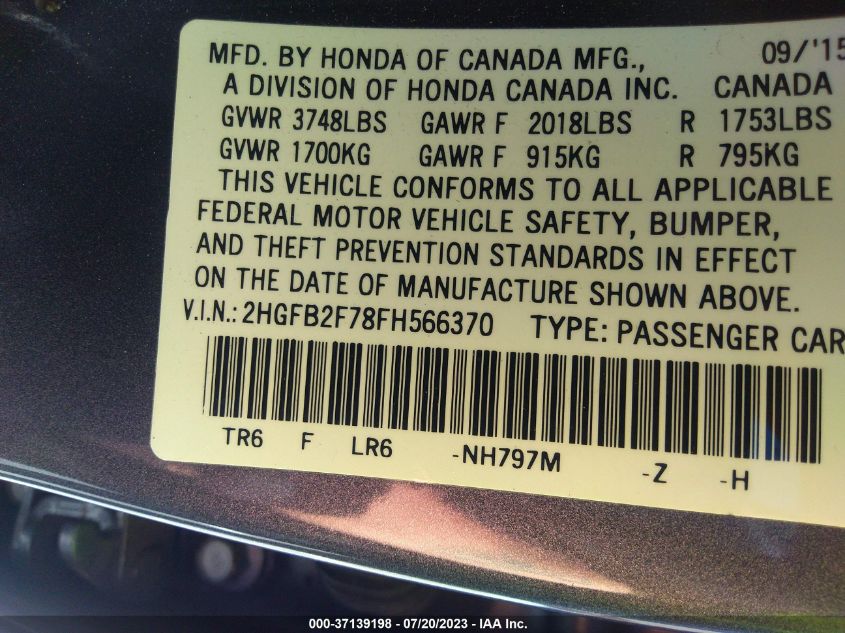 MFD. BY HONDA OF CANADA MFG., 09/'15
A DIVISION OF HONDA CANADA INC. CANADA
GVWR 3748LBS GAWR F 2018LBS R 1753LBS
GVWR 1700KG GAWR F 915KG R 795KG
THIS VEHICLE CONFORMS TO ALL APPLICABLE
FEDERAL MOTOR VEHICLE SAFETY, BUMPER,
AND THEFT PREVENTION STANDARDS IN EFFECT
ON THE DATE OF MANUFACTURE SHOWN ABOVE.
V.I.N.: 2HGFB2F78FH566370 TYPE: PASSENGER CAR
TR6 F LR6 -NH797M -Z -H
000-37139198 - 07/20/2023 - IAA Inc.